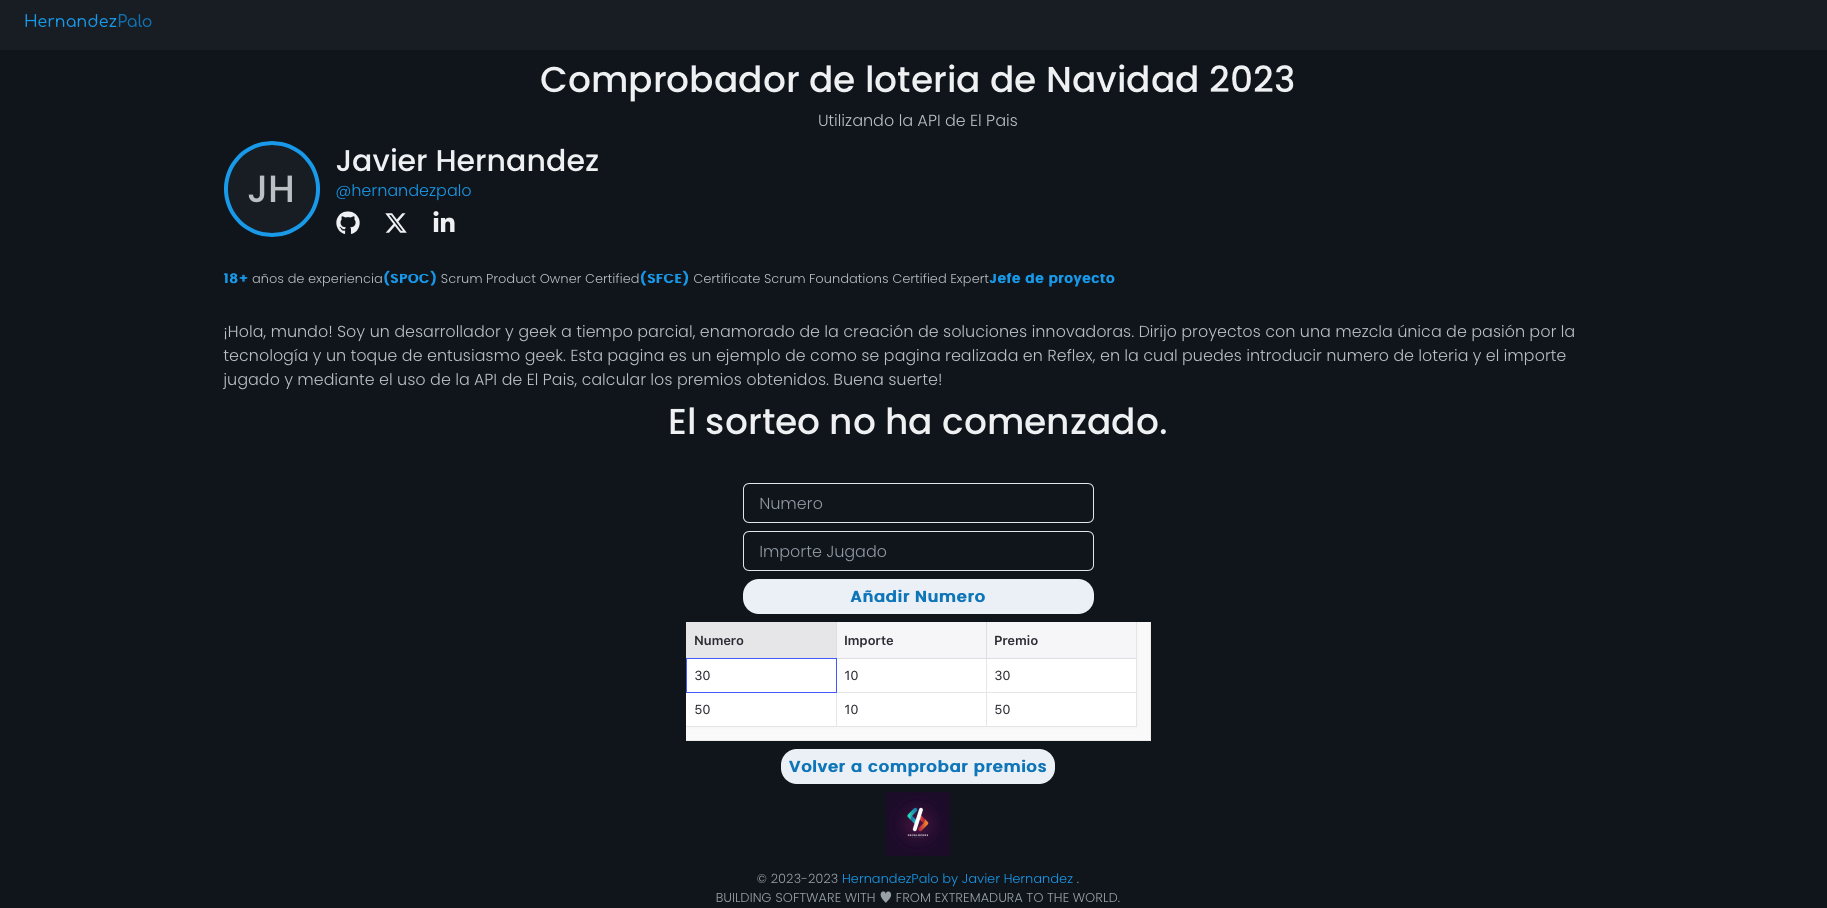 HernandezPalo
Comprobador de loteria de Navidad 2023
Utilizando la API de El Pais
JH
Javier Hernandez
@hernandezpalo
18+ años de experiencia(SPOC) Scrum Product Owner Certified(SFCE) Certificate Scrum Foundations Certified ExpertJefe de proyecto
¡Hola, mundo! Soy un desarrollador y geek a tiempo parcial, enamorado de la creación de soluciones innovadoras. Dirijo proyectos con una mezcla única de pasión por la
tecnología y un toque de entusiasmo geek. Esta pagina es un ejemplo de como se pagina realizada en Reflex, en la cual puedes introducir numero de loteria y el importe
jugado y mediante el uso de la API de El Pais, calcular los premios obtenidos. Buena suerte!
El sorteo no ha comenzado.
Numero
Importe Jugado
Añadir Numero
Numero Importe Premio
30 10 30
50 10 50
Volver a comprobar premios
© 2023-2023 HernandezPalo by Javier Hernandez .
BUILDING SOFTWARE WITH ♥ FROM EXTREMADURA TO THE WORLD.